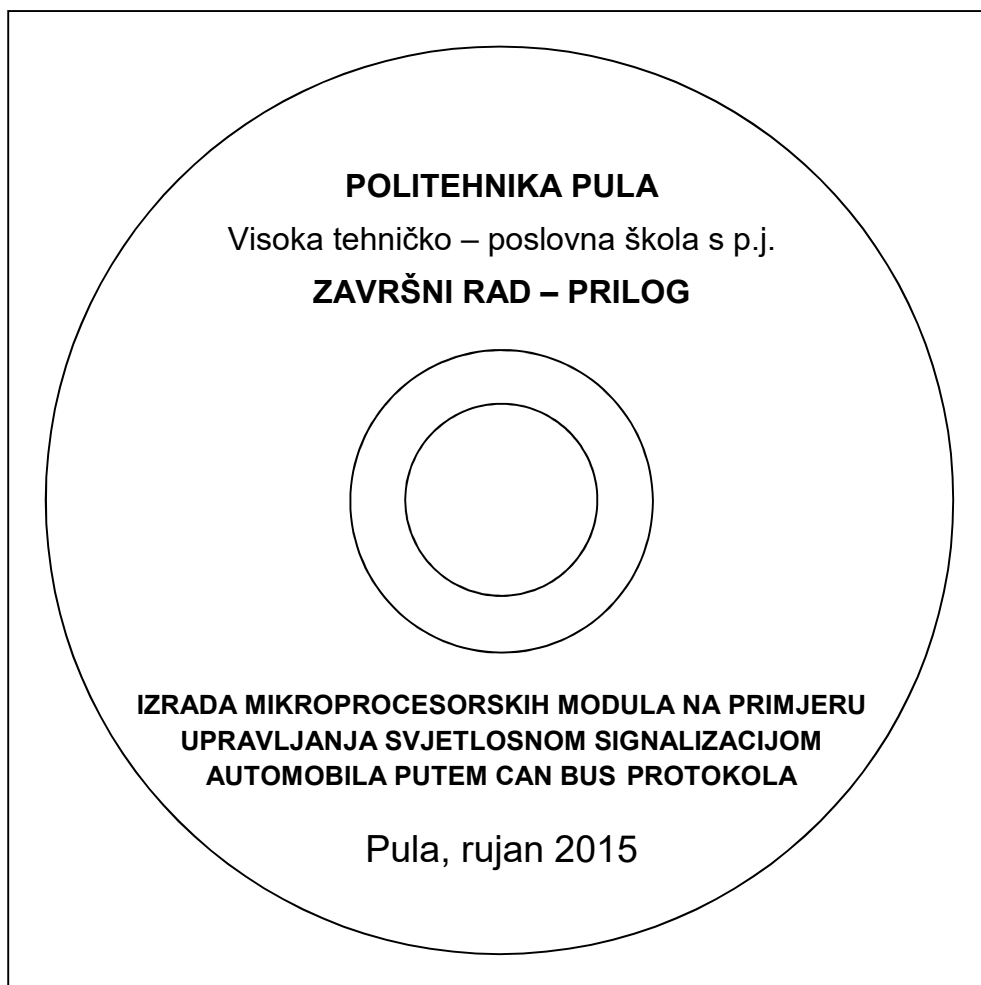 POLITEHNIKA PULA
Visoka tehničko – poslovna škola s p.j.
ZAVRŠNI RAD – PRILOG
IZRADA MIKROPROCESORSKIH MODULA NA PRIMJERU
UPRAVLJANJA SVJETLOSNOM SIGNALIZACIJOM
AUTOMOBILA PUTEM CAN BUS PROTOKOLA
Pula, rujan 2015